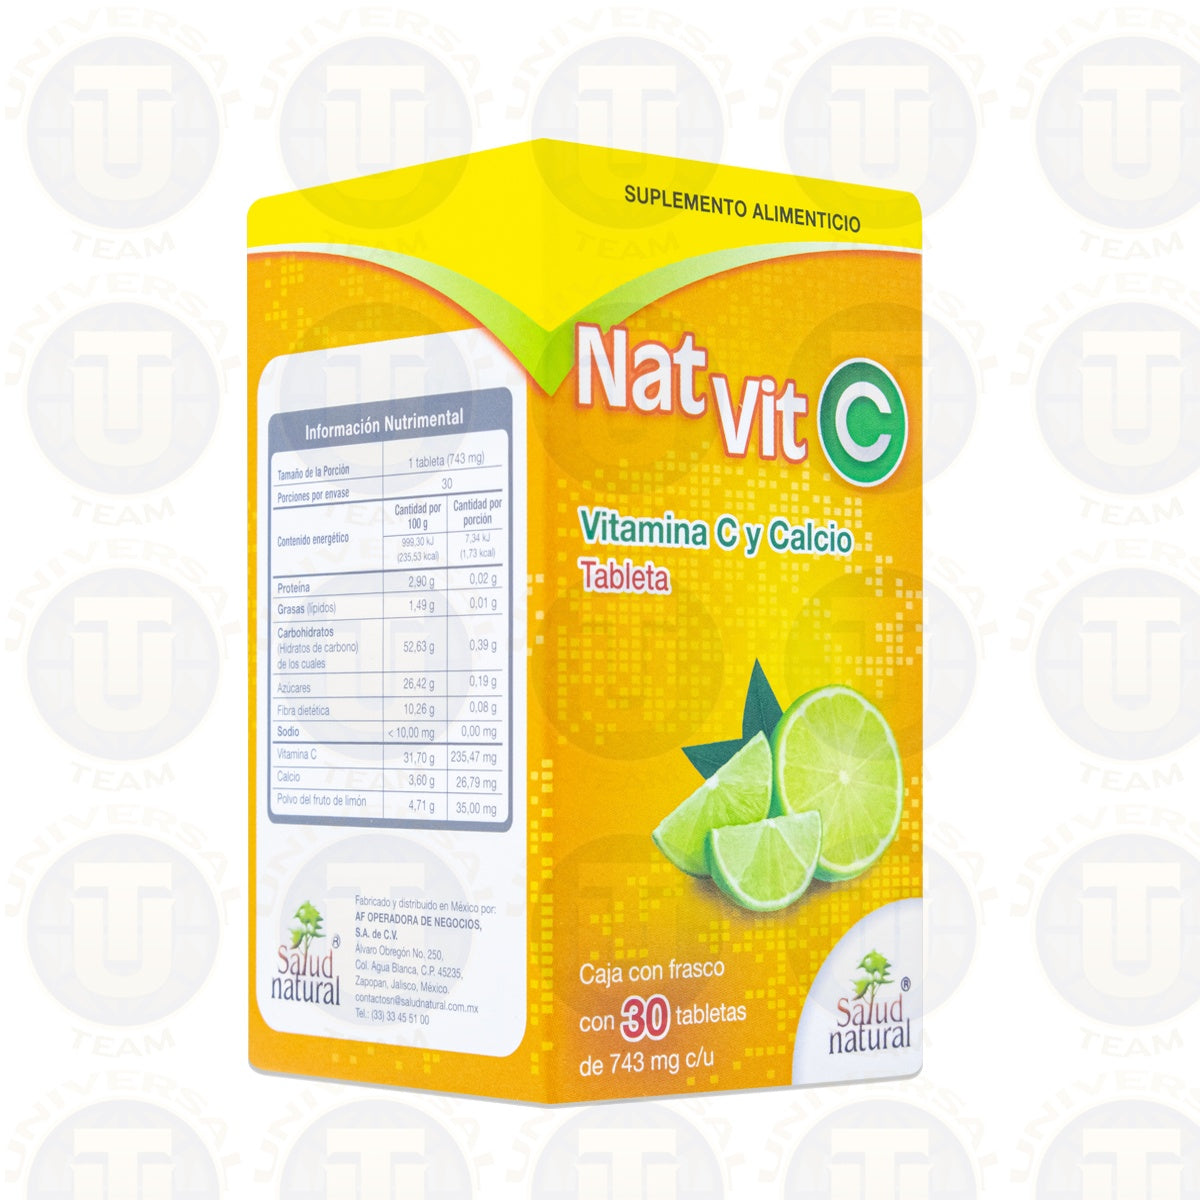 SUPLEMENTO ALIMENTICIO
Nat
Vit C
Vitamina C y Calcio
Tableta
Caja con frasco
con 30 tabletas
de 743 mg c/u
Salud
natural
®
Información Nutrimental
Tamaño de la Porción 1 tableta (743 mg)
Porciones por envase 30
Cantidad por 100 g Cantidad por porción
Contenido energético 999,30 kJ (235,53 kcal) 7,34 kJ (1,73 kcal)
Proteína 2,90 g 0,02 g
Grasas (lípidos) 1,49 g 0,01 g
Carbohidratos
(Hidratos de carbono) 52,63 g 0,39 g
de los cuales
Azúcares 26,42 g 0,19 g
Fibra dietética 10,26 g 0,08 g
Sodio < 10,00 mg 0,00 mg
Vitamina C 31,70 g 235,47 mg
Calcio 3,60 g 26,79 mg
Polvo del fruto de limón 4,71 g 35,00 mg
Salud
natural
®
Fabricado y distribuido en México por:
AF OPERADORA DE NEGOCIOS,
S.A. de C.V.
Álvaro Obregón No. 250,
Col. Agua Blanca, C.P. 45235,
Zapopan, Jalisco, México.
contactosn@saludnatural.com.mx
Tel.: (33) 33 45 51 00
UNIVERSAL
TEAM